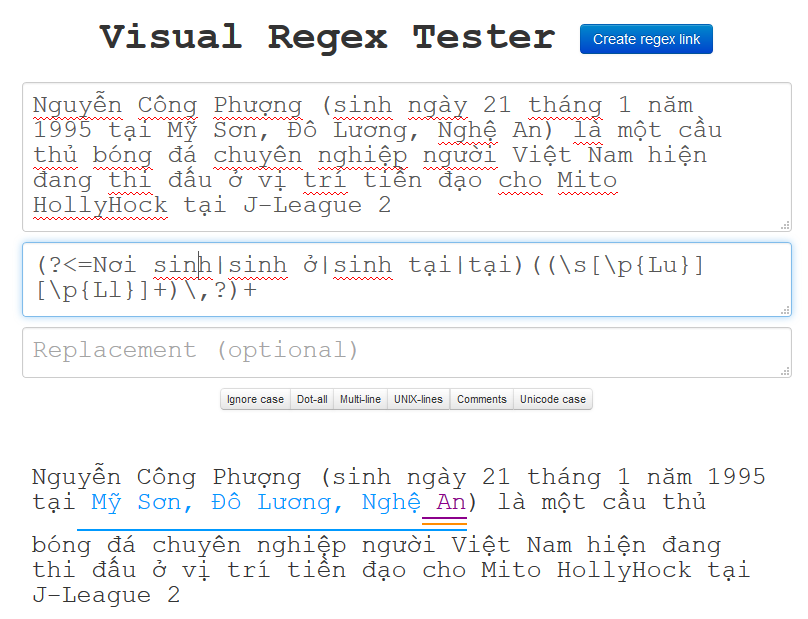 Visual Regex Tester
Create regex link
Nguyễn Công Phượng (sinh ngày 21 tháng 1 năm
1995 tại Mỹ Sơn, Đô Lương, Nghệ An) là một cầu
thủ bóng đá chuyên nghiệp người Việt Nam hiện
đang thi đấu ở vị trí tiền đạo cho Mito
HollyHock tại J-League 2
(?<=Nơi sinh|sinh ở|sinh tại|tại)((\s[\p{Lu}]
[\p{Ll}]+)\,?)+
Replacement (optional)
Ignore case Dot-all Multi-line UNIX-lines Comments Unicode case
Nguyễn Công Phượng (sinh ngày 21 tháng 1 năm 1995
tại Mỹ Sơn, Đô Lương, Nghệ An) là một cầu thủ
bóng đá chuyên nghiệp người Việt Nam hiện đang
thi đấu ở vị trí tiền đạo cho Mito HollyHock tại
J-League 2